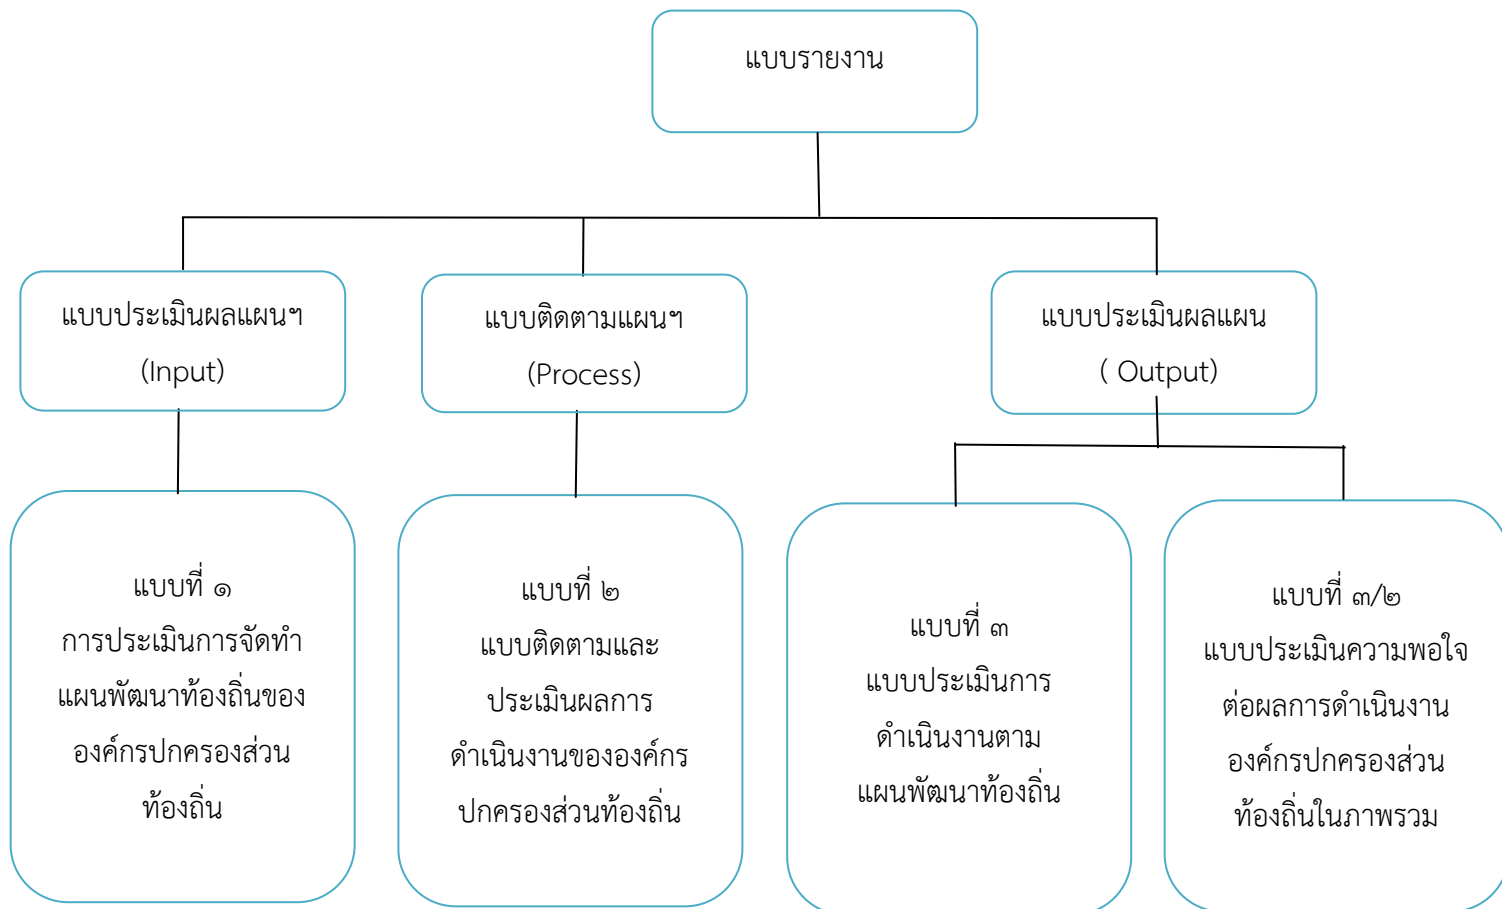 แบบรายงาน
แบบประเมินผลแผนฯ
(Input)
แบบติดตามแผนฯ
(Process)
แบบประเมินผลแผน
( Output)
แบบที่ ๑
การประเมินการจัดทำ
แผนพัฒนาท้องถิ่นของ
องค์กรปกครองส่วน
ท้องถิ่น
แบบที่ ๒
แบบติดตามและ
ประเมินผลการ
ดำเนินงานขององค์กร
ปกครองส่วนท้องถิ่น
แบบที่ ๓
แบบประเมินการ
ดำเนินงานตาม
แผนพัฒนาท้องถิ่น
แบบที่ ๓/๒
แบบประเมินความพอใจ
ต่อผลการดำเนินงาน
องค์กรปกครองส่วน
ท้องถิ่นในภาพรวม